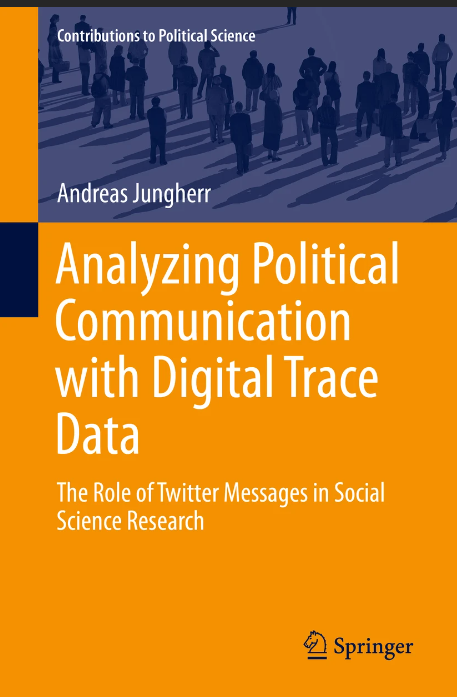 Contributions to Political Science
Andreas Jungherr
Analyzing Political
Communication
with Digital Trace
Data
The Role of Twitter Messages in Social
Science Research
Springer